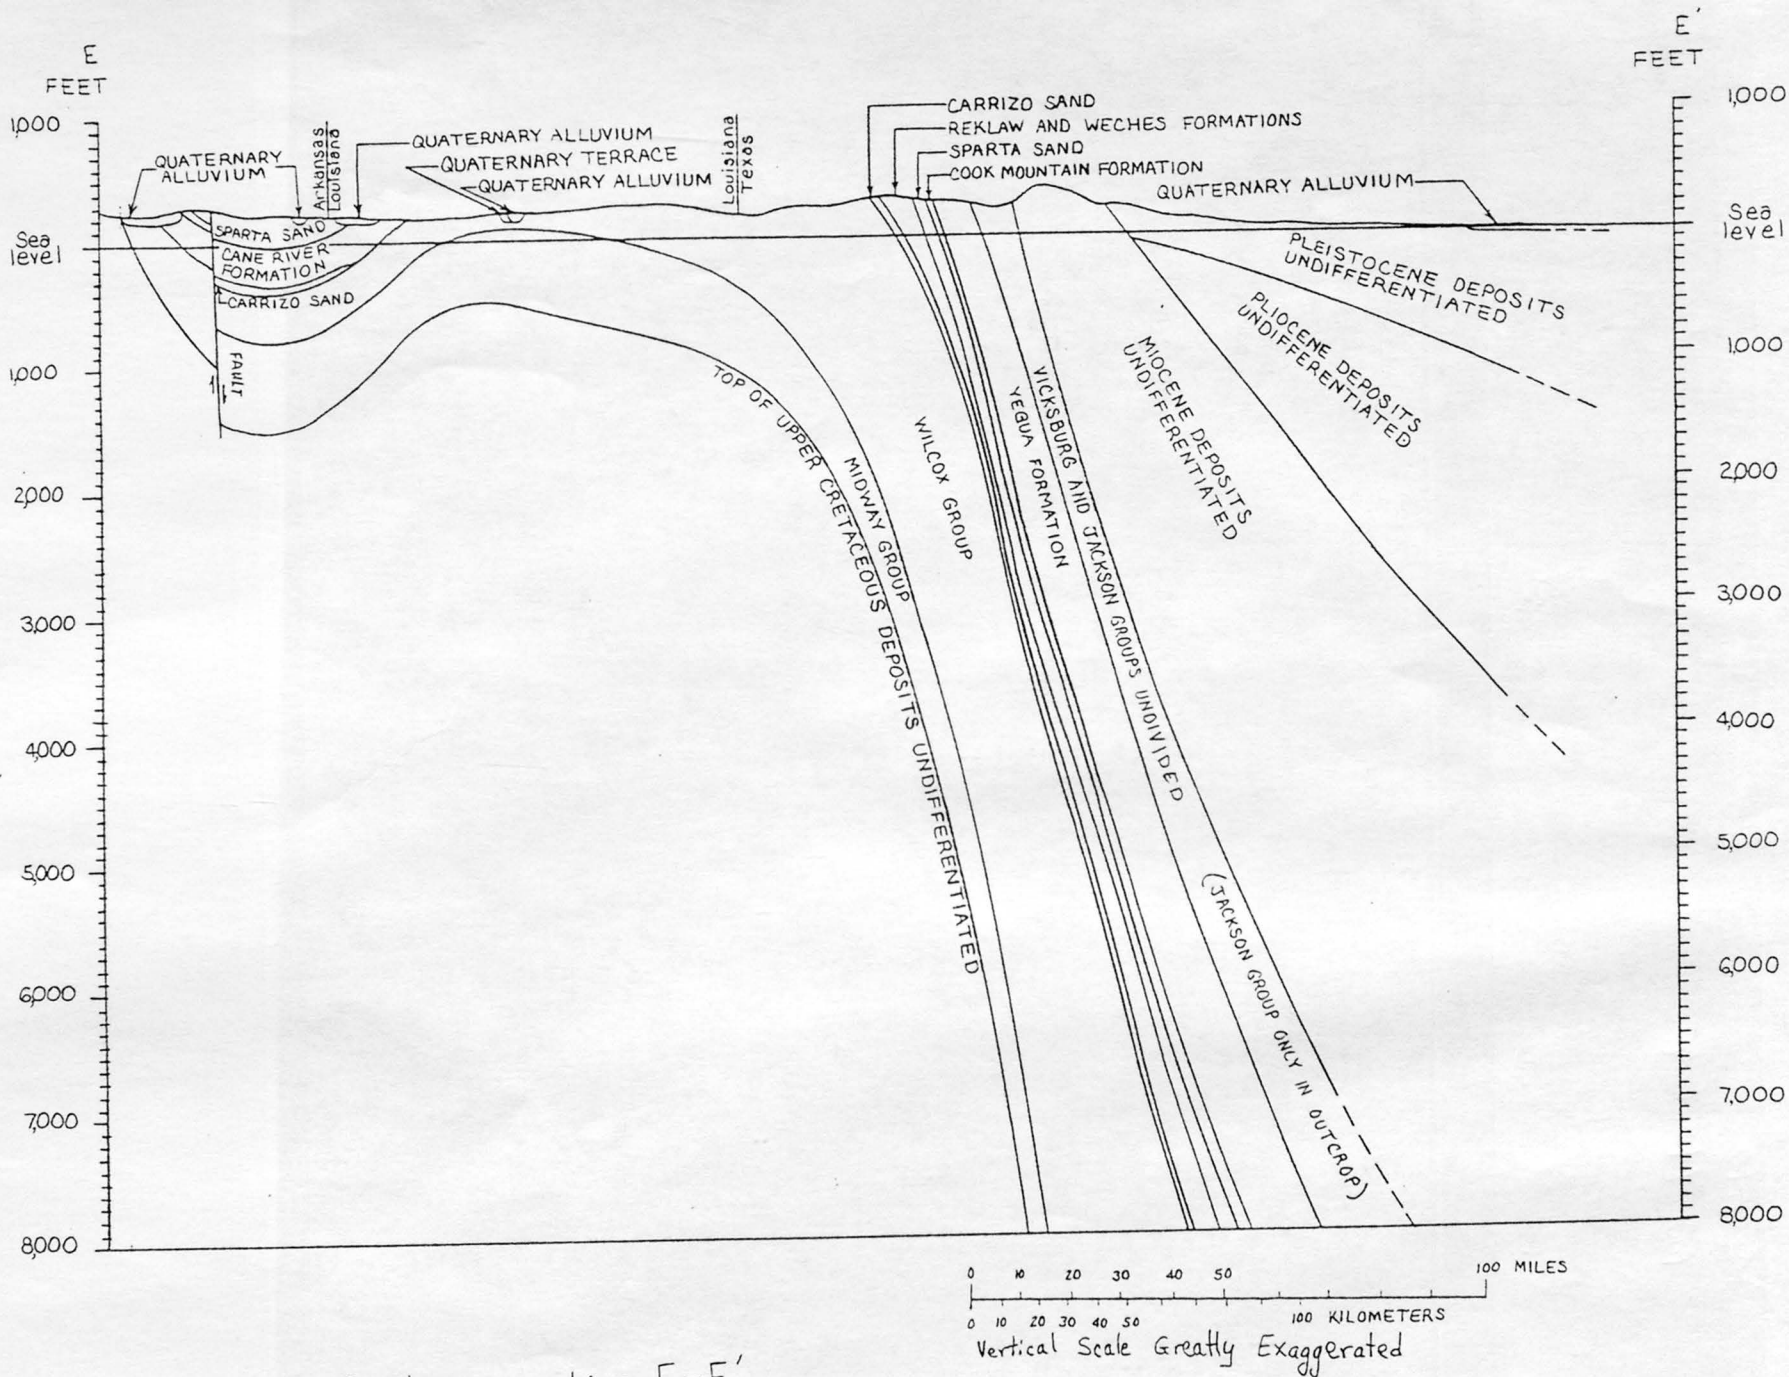 E
FEET
E'
FEET
1,000
Sea
level
1,000
2,000
3,000
4,000
5,000
6,000
7,000
8,000
QUATERNARY
ALLUVIUM
Arkansas
Louisiana
QUATERNARY ALLUVIUM
QUATERNARY TERRACE
QUATERNARY ALLUVIUM
Louisiana
Texas
CARRIZO SAND
REKLAW AND WECHES FORMATIONS
SPARTA SAND
COOK MOUNTAIN FORMATION
QUATERNARY ALLUVIUM
SPARTA SAND
CANE RIVER
FORMATION
CARRIZO SAND
FAULT
TOP OF UPPER CRETACEOUS DEPOSITS UNDIFFERENTIATED
MIDWAY GROUP
WILCOX GROUP
YEGUA FORMATION
VICKSBURG AND JACKSON GROUPS UNDIVIDED
(JACKSON GROUP ONLY IN OUTCROP)
MIOCENE DEPOSITS
UNDIFFERENTIATED
PLIOCENE DEPOSITS
UNDIFFERENTIATED
PLEISTOCENE DEPOSITS
UNDIFFERENTIATED
1,000
Sea
level
1,000
2,000
3,000
4,000
5,000
6,000
7,000
8,000
0 10 20 30 40 50 100 MILES
0 10 20 30 40 50 100 KILOMETERS
Vertical Scale Greatly Exaggerated
E-E'